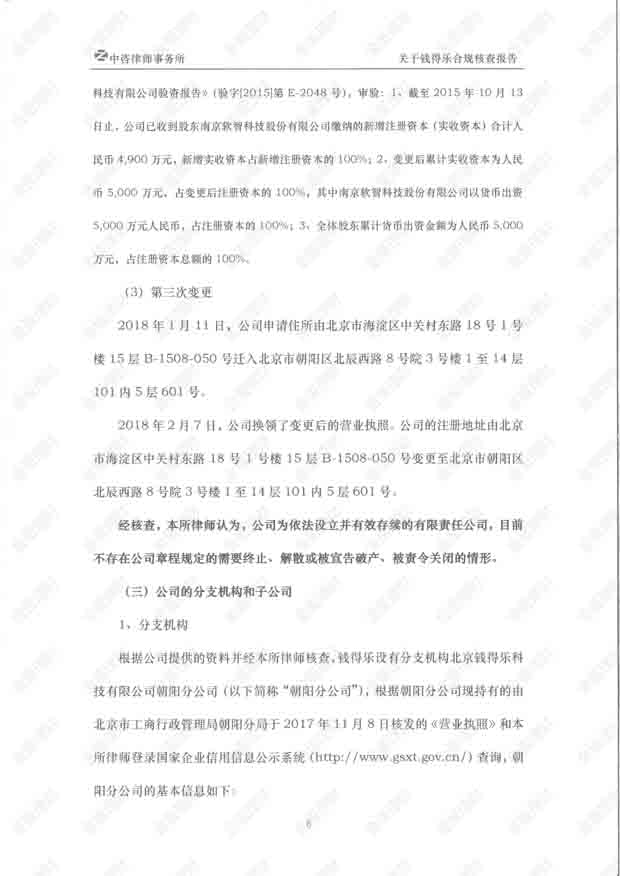 中咨律师事务所 关于钱得乐合规核查报告
科技有限公司验资报告》（验字[2015]第 E-2048 号），审验：1、截至 2015 年 10 月 13
日止，公司已收到股东南京软智科技股份有限公司缴纳的新增注册资本（实收资本）合计人
民币 4,900 万元，新增实收资本占新增注册资本的 100%；2、变更后累计实收资本为人民
币 5,000 万元，占变更后注册资本的 100%，其中南京软智科技股份有限公司以货币出资
5,000 万元人民币，占注册资本的 100%；3、全体股东累计货币出资金额为人民币 5,000
万元，占注册资本总额的 100%。
（3）第三次变更
2018 年 1 月 11 日，公司申请住所由北京市海淀区中关村东路 18 号 1 号
楼 15 层 B-1508-050 号迁入北京市朝阳区北辰西路 8 号院 3 号楼 1 至 14 层
101 内 5 层 601 号。
2018 年 2 月 7 日，公司换领了变更后的营业执照。公司的注册地址由北京
市海淀区中关村东路 18 号 1 号楼 15 层 B-1508-050 号变更至北京市朝阳区
北辰西路 8 号院 3 号楼 1 至 14 层 101 内 5 层 601 号。
经核查，本所律师认为，公司为依法设立并有效存续的有限责任公司，目前
不存在公司章程规定的需要终止、解散或被宣告破产、被责令关闭的情形。
（三）公司的分支机构和子公司
1、分支机构
根据公司提供的资料并经本所律师核查，钱得乐设有分支机构北京钱得乐科
技有限公司朝阳分公司（以下简称“朝阳分公司”），根据朝阳分公司现持有的由
北京市工商行政管理局朝阳分局于 2017 年 11 月 8 日核发的《营业执照》和本
所律师登录国家企业信用信息公示系统（http://www.gsxt.gov.cn/）查询，朝
阳分公司的基本信息如下：